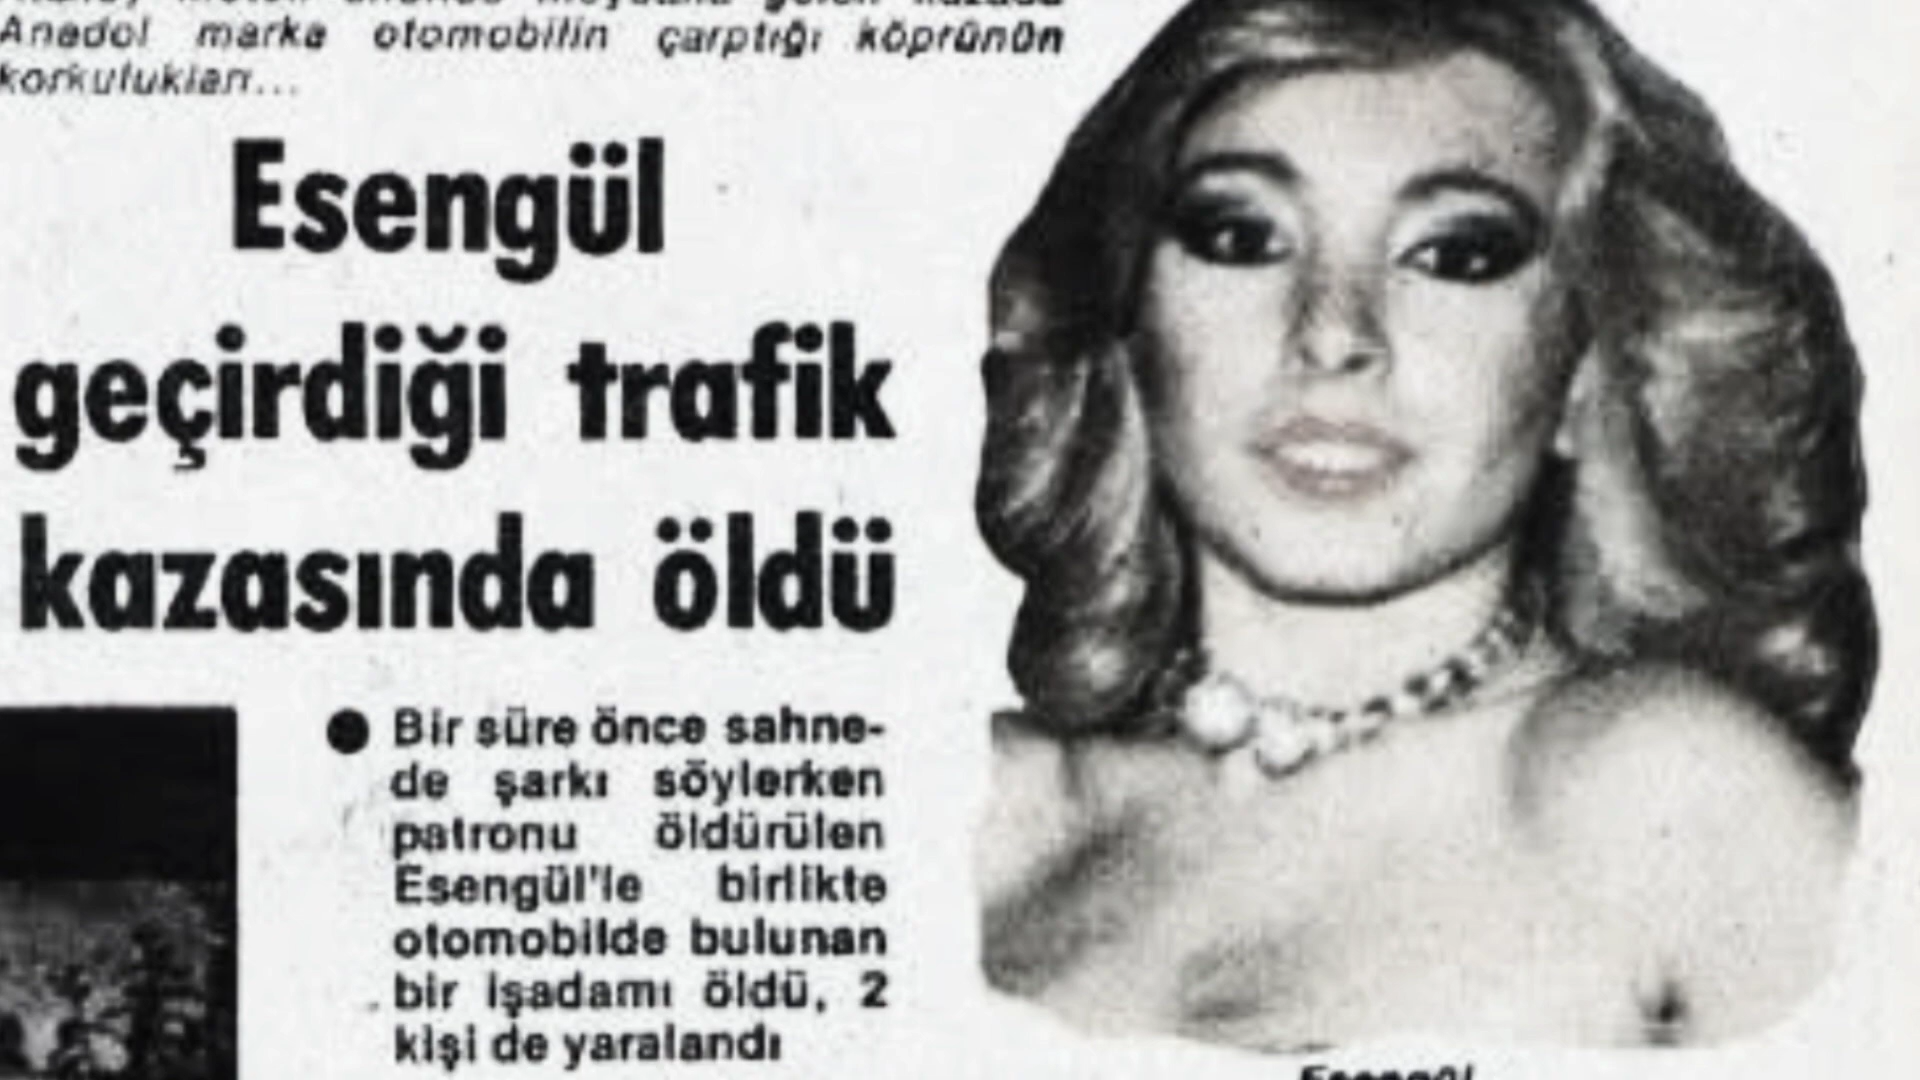 Anadol marka otomobilin çarptığı köprünün
korkulukları...
Esengül
geçirdiği trafik
kazasında öldü
● Bir süre önce sahne-
de şarkı söylerken
patronu öldürülen
Esengül'le birlikte
otomobilde bulunan
bir işadamı öldü, 2
kişi de yaralandı
Esengül